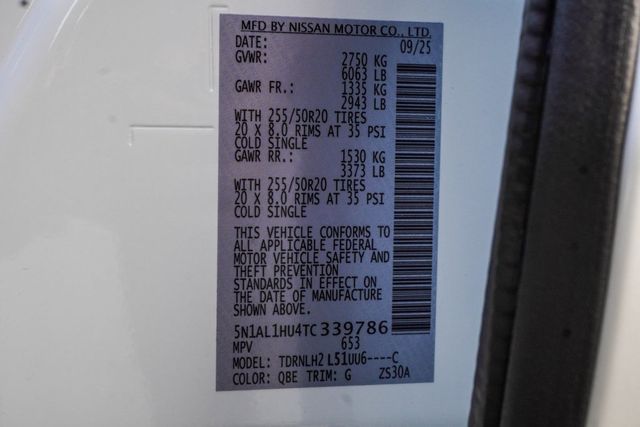 MFD BY NISSAN MOTOR CO., LTD.
DATE: 09/25
GVWR: 2750 KG
6063 LB
GAWR FR.: 1335 KG
2943 LB
WITH 255/50R20 TIRES
20 X 8.0 RIMS AT 35 PSI
COLD SINGLE
GAWR RR.: 1530 KG
3373 LB
WITH 255/50R20 TIRES
20 X 8.0 RIMS AT 35 PSI
COLD SINGLE
THIS VEHICLE CONFORMS TO
ALL APPLICABLE FEDERAL
MOTOR VEHICLE SAFETY AND
THEFT PREVENTION
STANDARDS IN EFFECT ON
THE DATE OF MANUFACTURE
SHOWN ABOVE.
5N1AL1HU4TC339786
MPV 653
MODEL: TDRNLH2 L51UU6----C
COLOR: QBE TRIM: G ZS30A